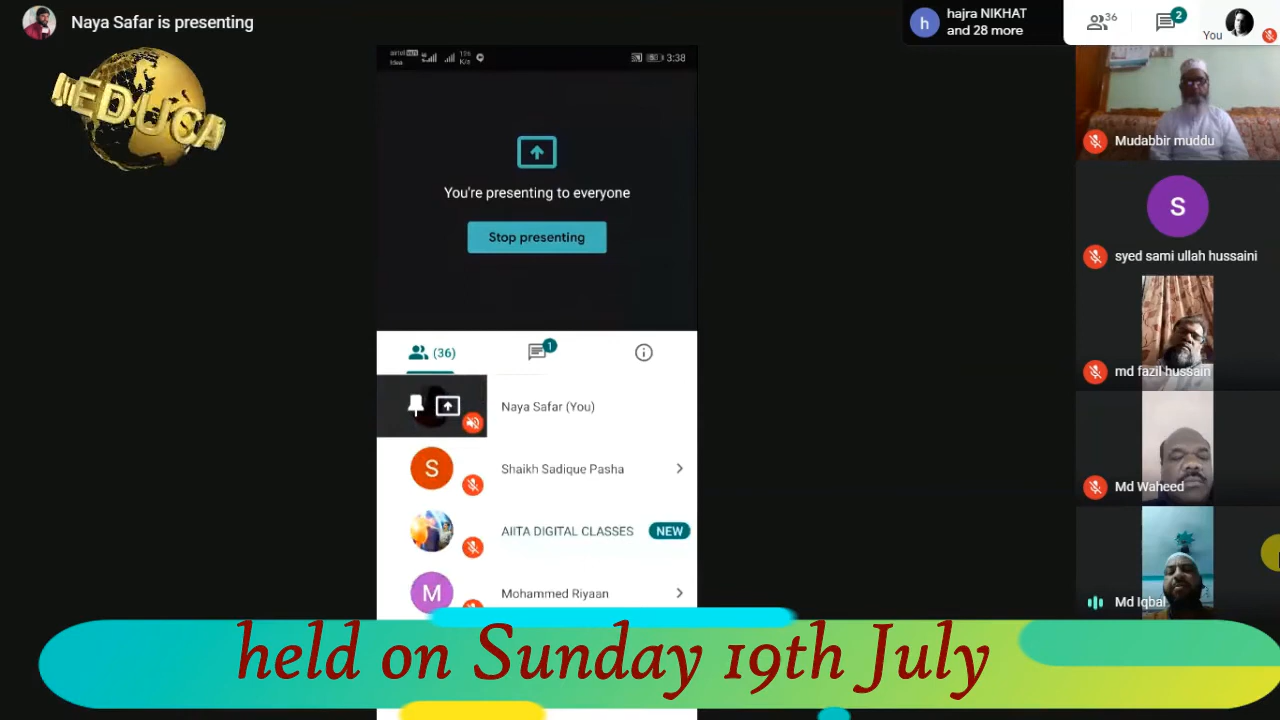 Naya Safar is presenting
hajra NIKHAT
and 28 more
36
2
You
EDUCA
airtel
3:38
Mudabbir muddu
You're presenting to everyone
Stop presenting
S
syed sami ullah hussaini
(36)
1
md fazil hussain
Naya Safar (You)
S
Shaikh Sadique Pasha
Md Waheed
AIITA DIGITAL CLASSES
NEW
M
Mohammed Riyaan
Md Iqbal
held on Sunday 19th July
h